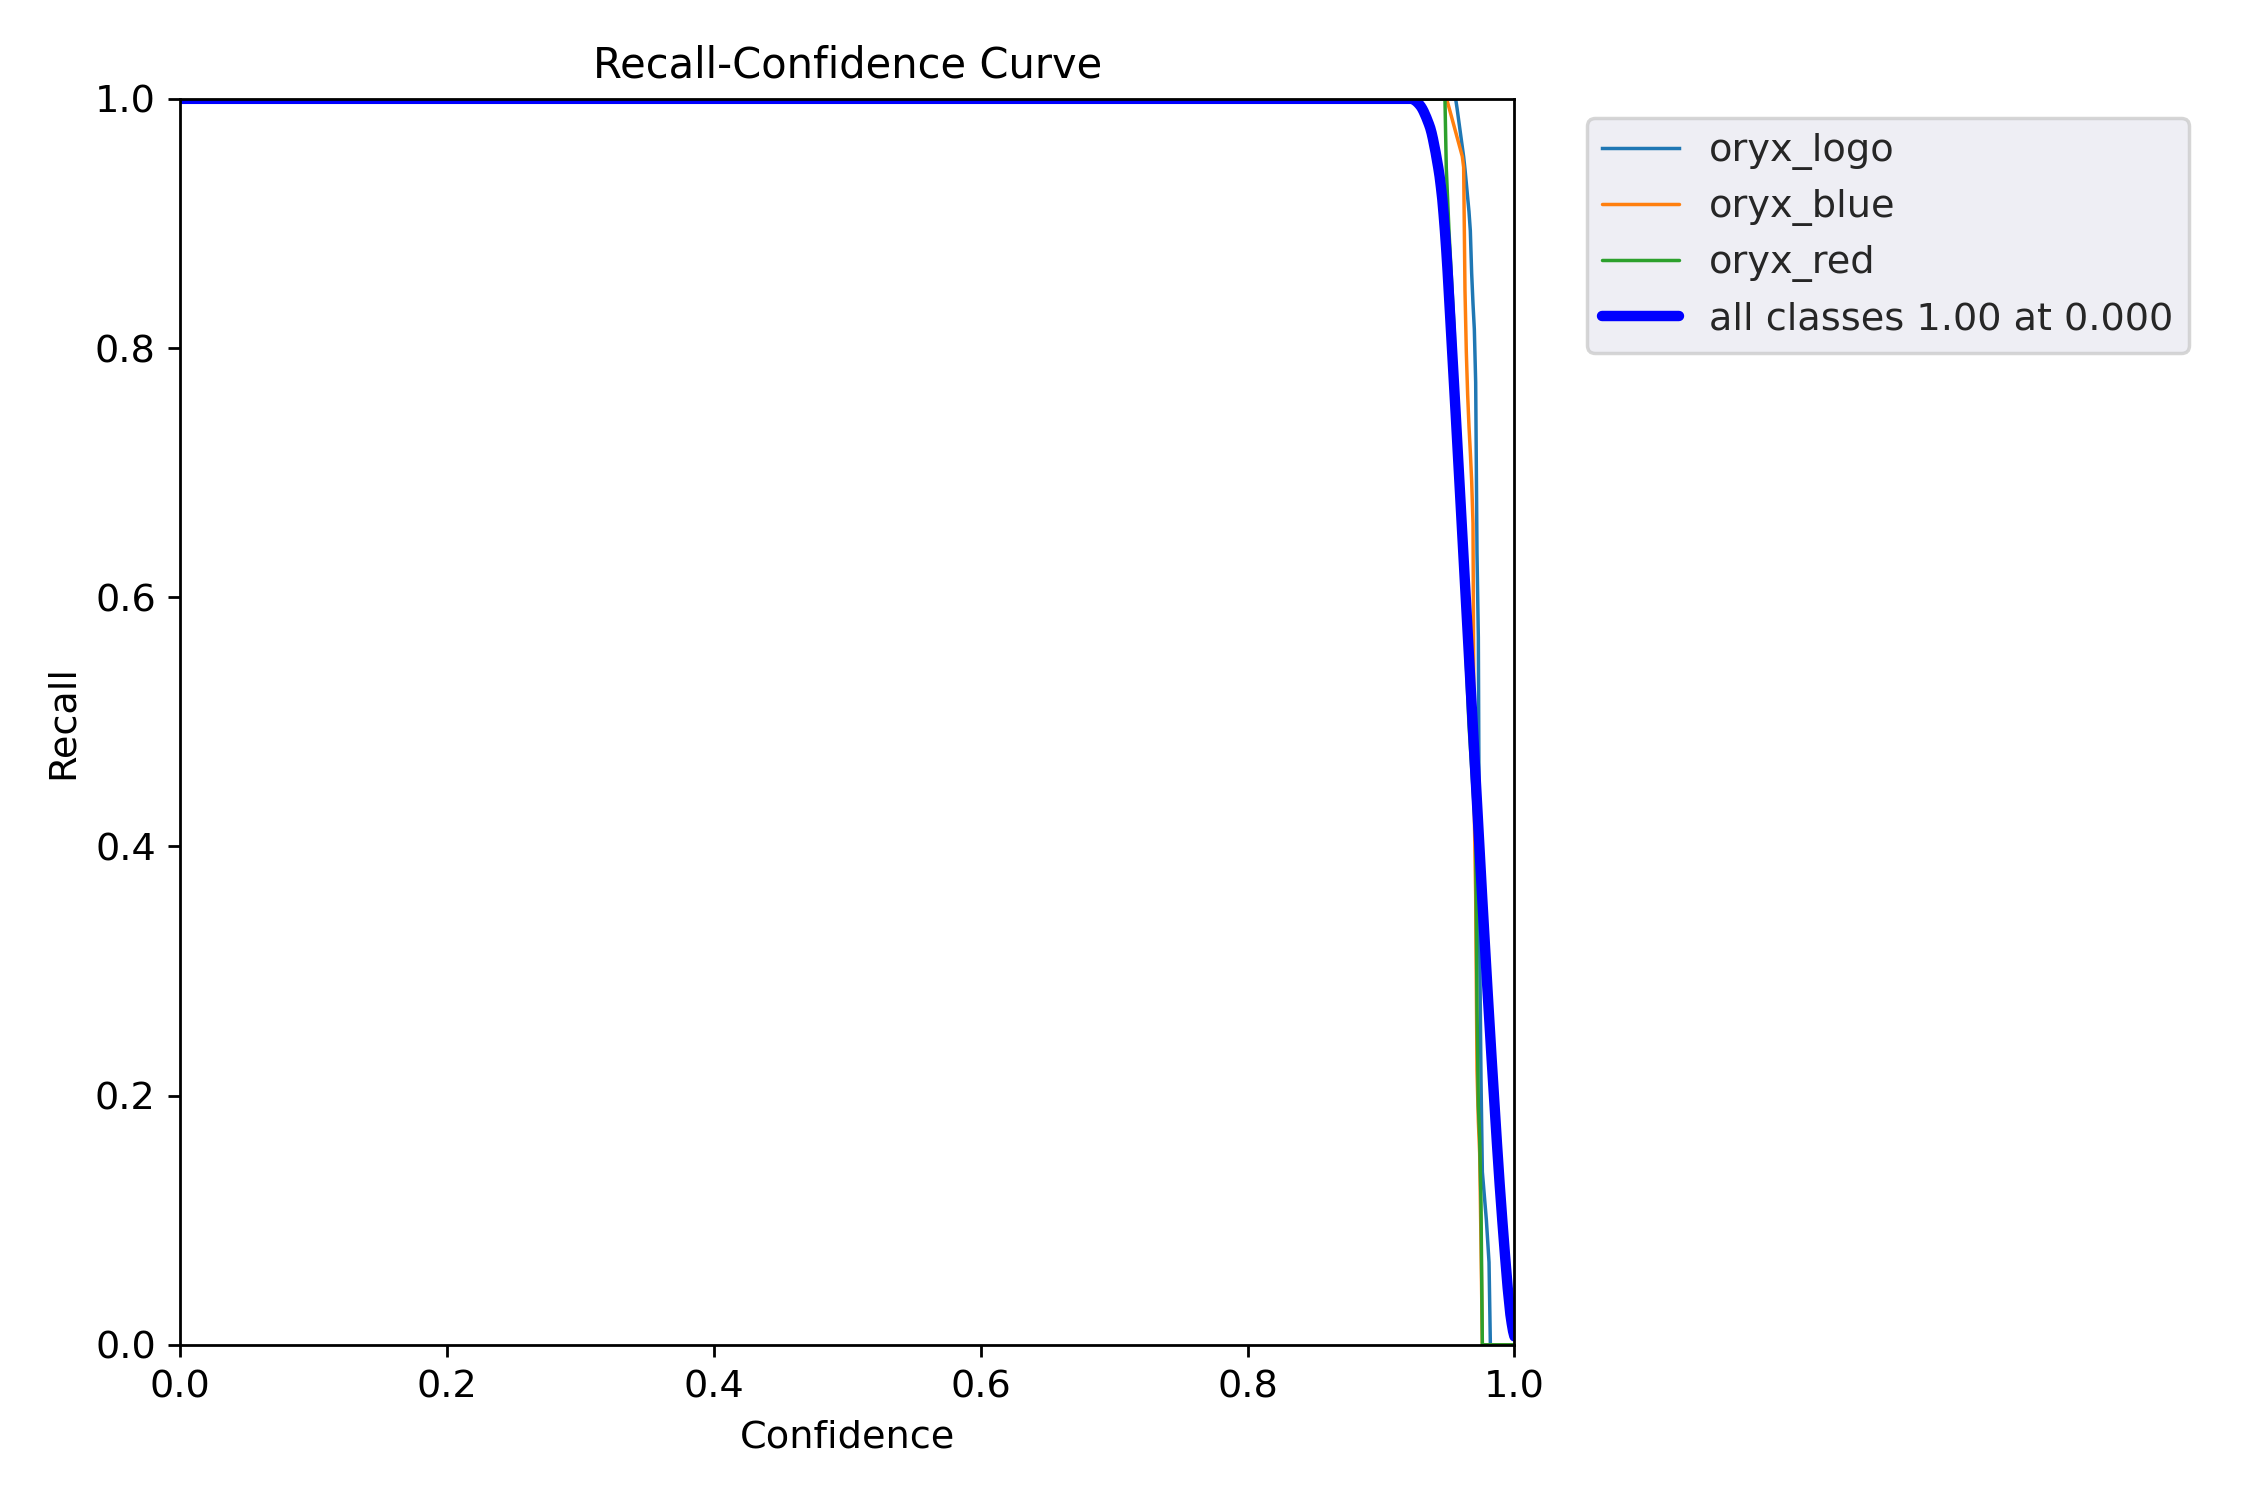 Recall-Confidence Curve
1.0
0.8
0.6
0.4
0.2
0.0
Recall
0.0 0.2 0.4 0.6 0.8 1.0
Confidence
oryx_logo
oryx_blue
oryx_red
all classes 1.00 at 0.000